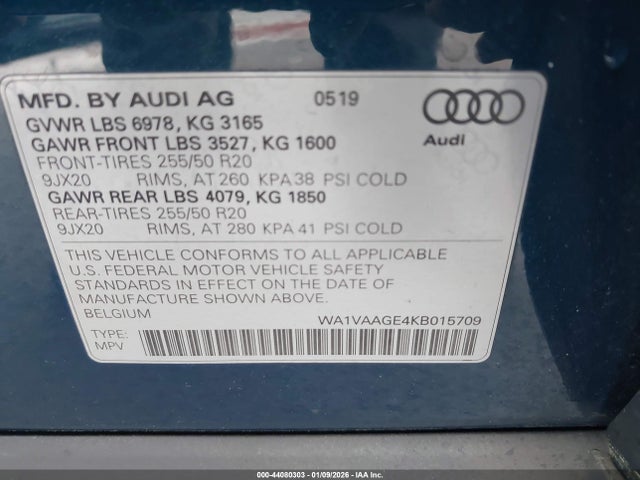 MFD. BY AUDI AG 0519
GVWR LBS 6978, KG 3165
GAWR FRONT LBS 3527, KG 1600
FRONT-TIRES 255/50 R20
9JX20 RIMS, AT 260 KPA 38 PSI COLD
GAWR REAR LBS 4079, KG 1850
REAR-TIRES 255/50 R20
9JX20 RIMS, AT 280 KPA 41 PSI COLD
Audi
THIS VEHICLE CONFORMS TO ALL APPLICABLE
U.S. FEDERAL MOTOR VEHICLE SAFETY
STANDARDS IN EFFECT ON THE DATE OF
MANUFACTURE SHOWN ABOVE.
BELGIUM
WA1VAAGE4KB015709
TYPE:
MPV
000-44080303 - 01/09/2026 - IAA Inc.